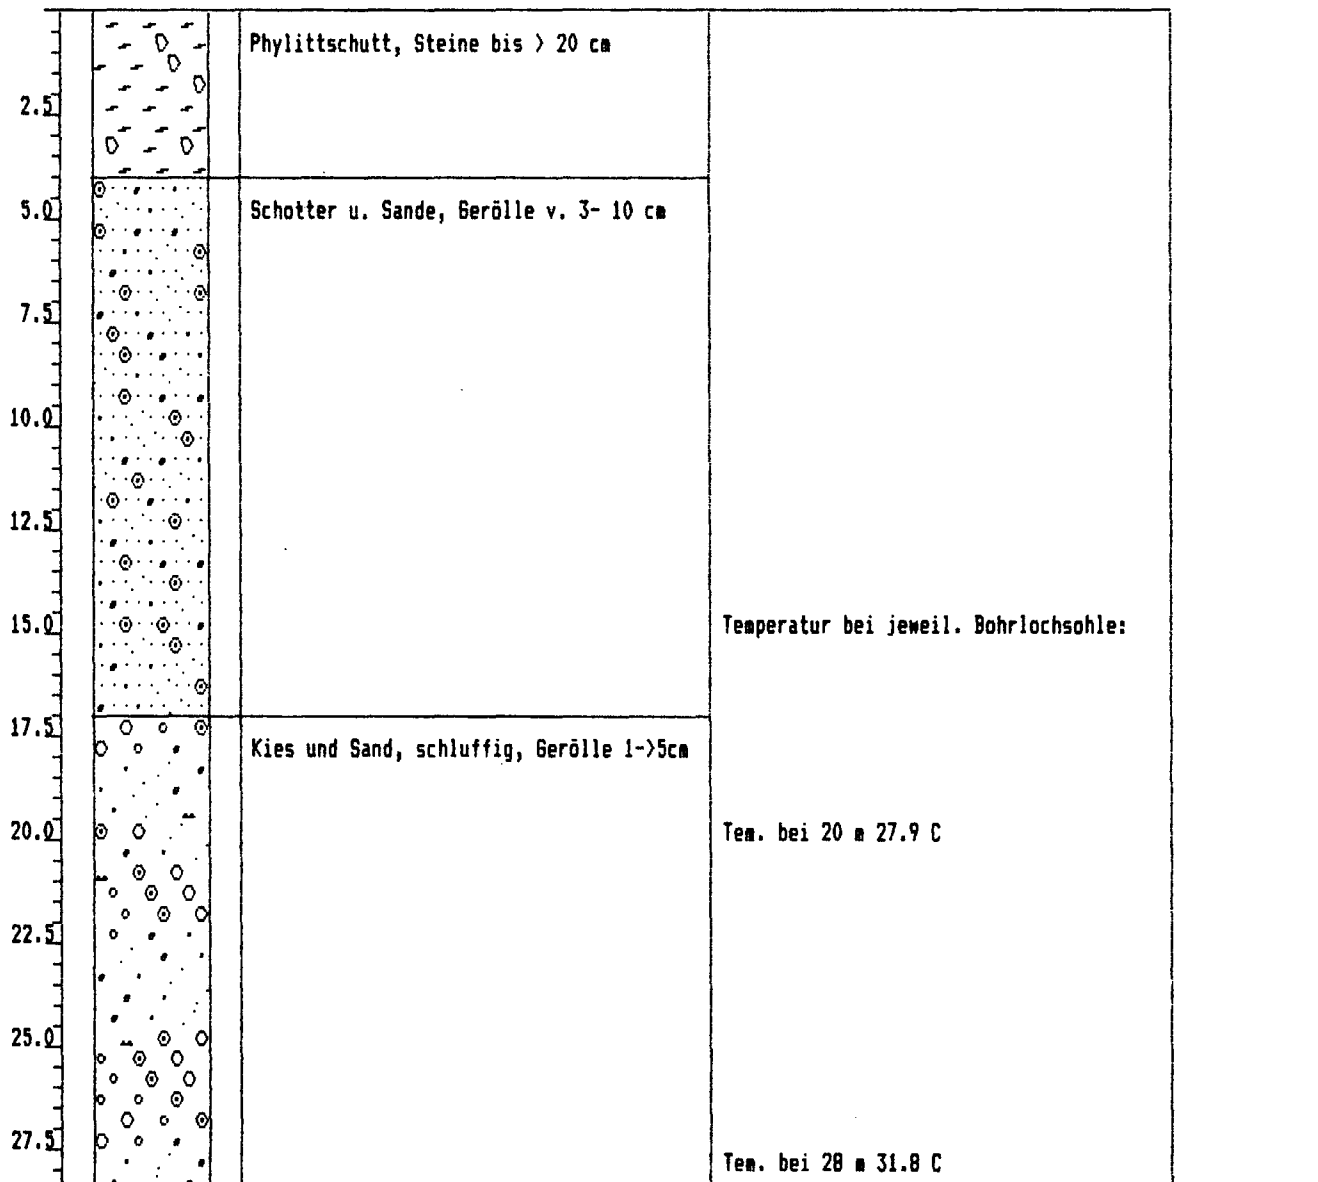 Phylittschutt, Steine bis > 20 cm
2.5
5.0
Schotter u. Sande, Gerölle v. 3- 10 cm
7.5
10.0
12.5
15.0
Temperatur bei jeweil. Bohrlochsohle:
17.5
Kies und Sand, schluffig, Gerölle 1->5cm
20.0
Tem. bei 20 m 27.9 C
22.5
25.0
27.5
Tem. bei 28 m 31.8 C